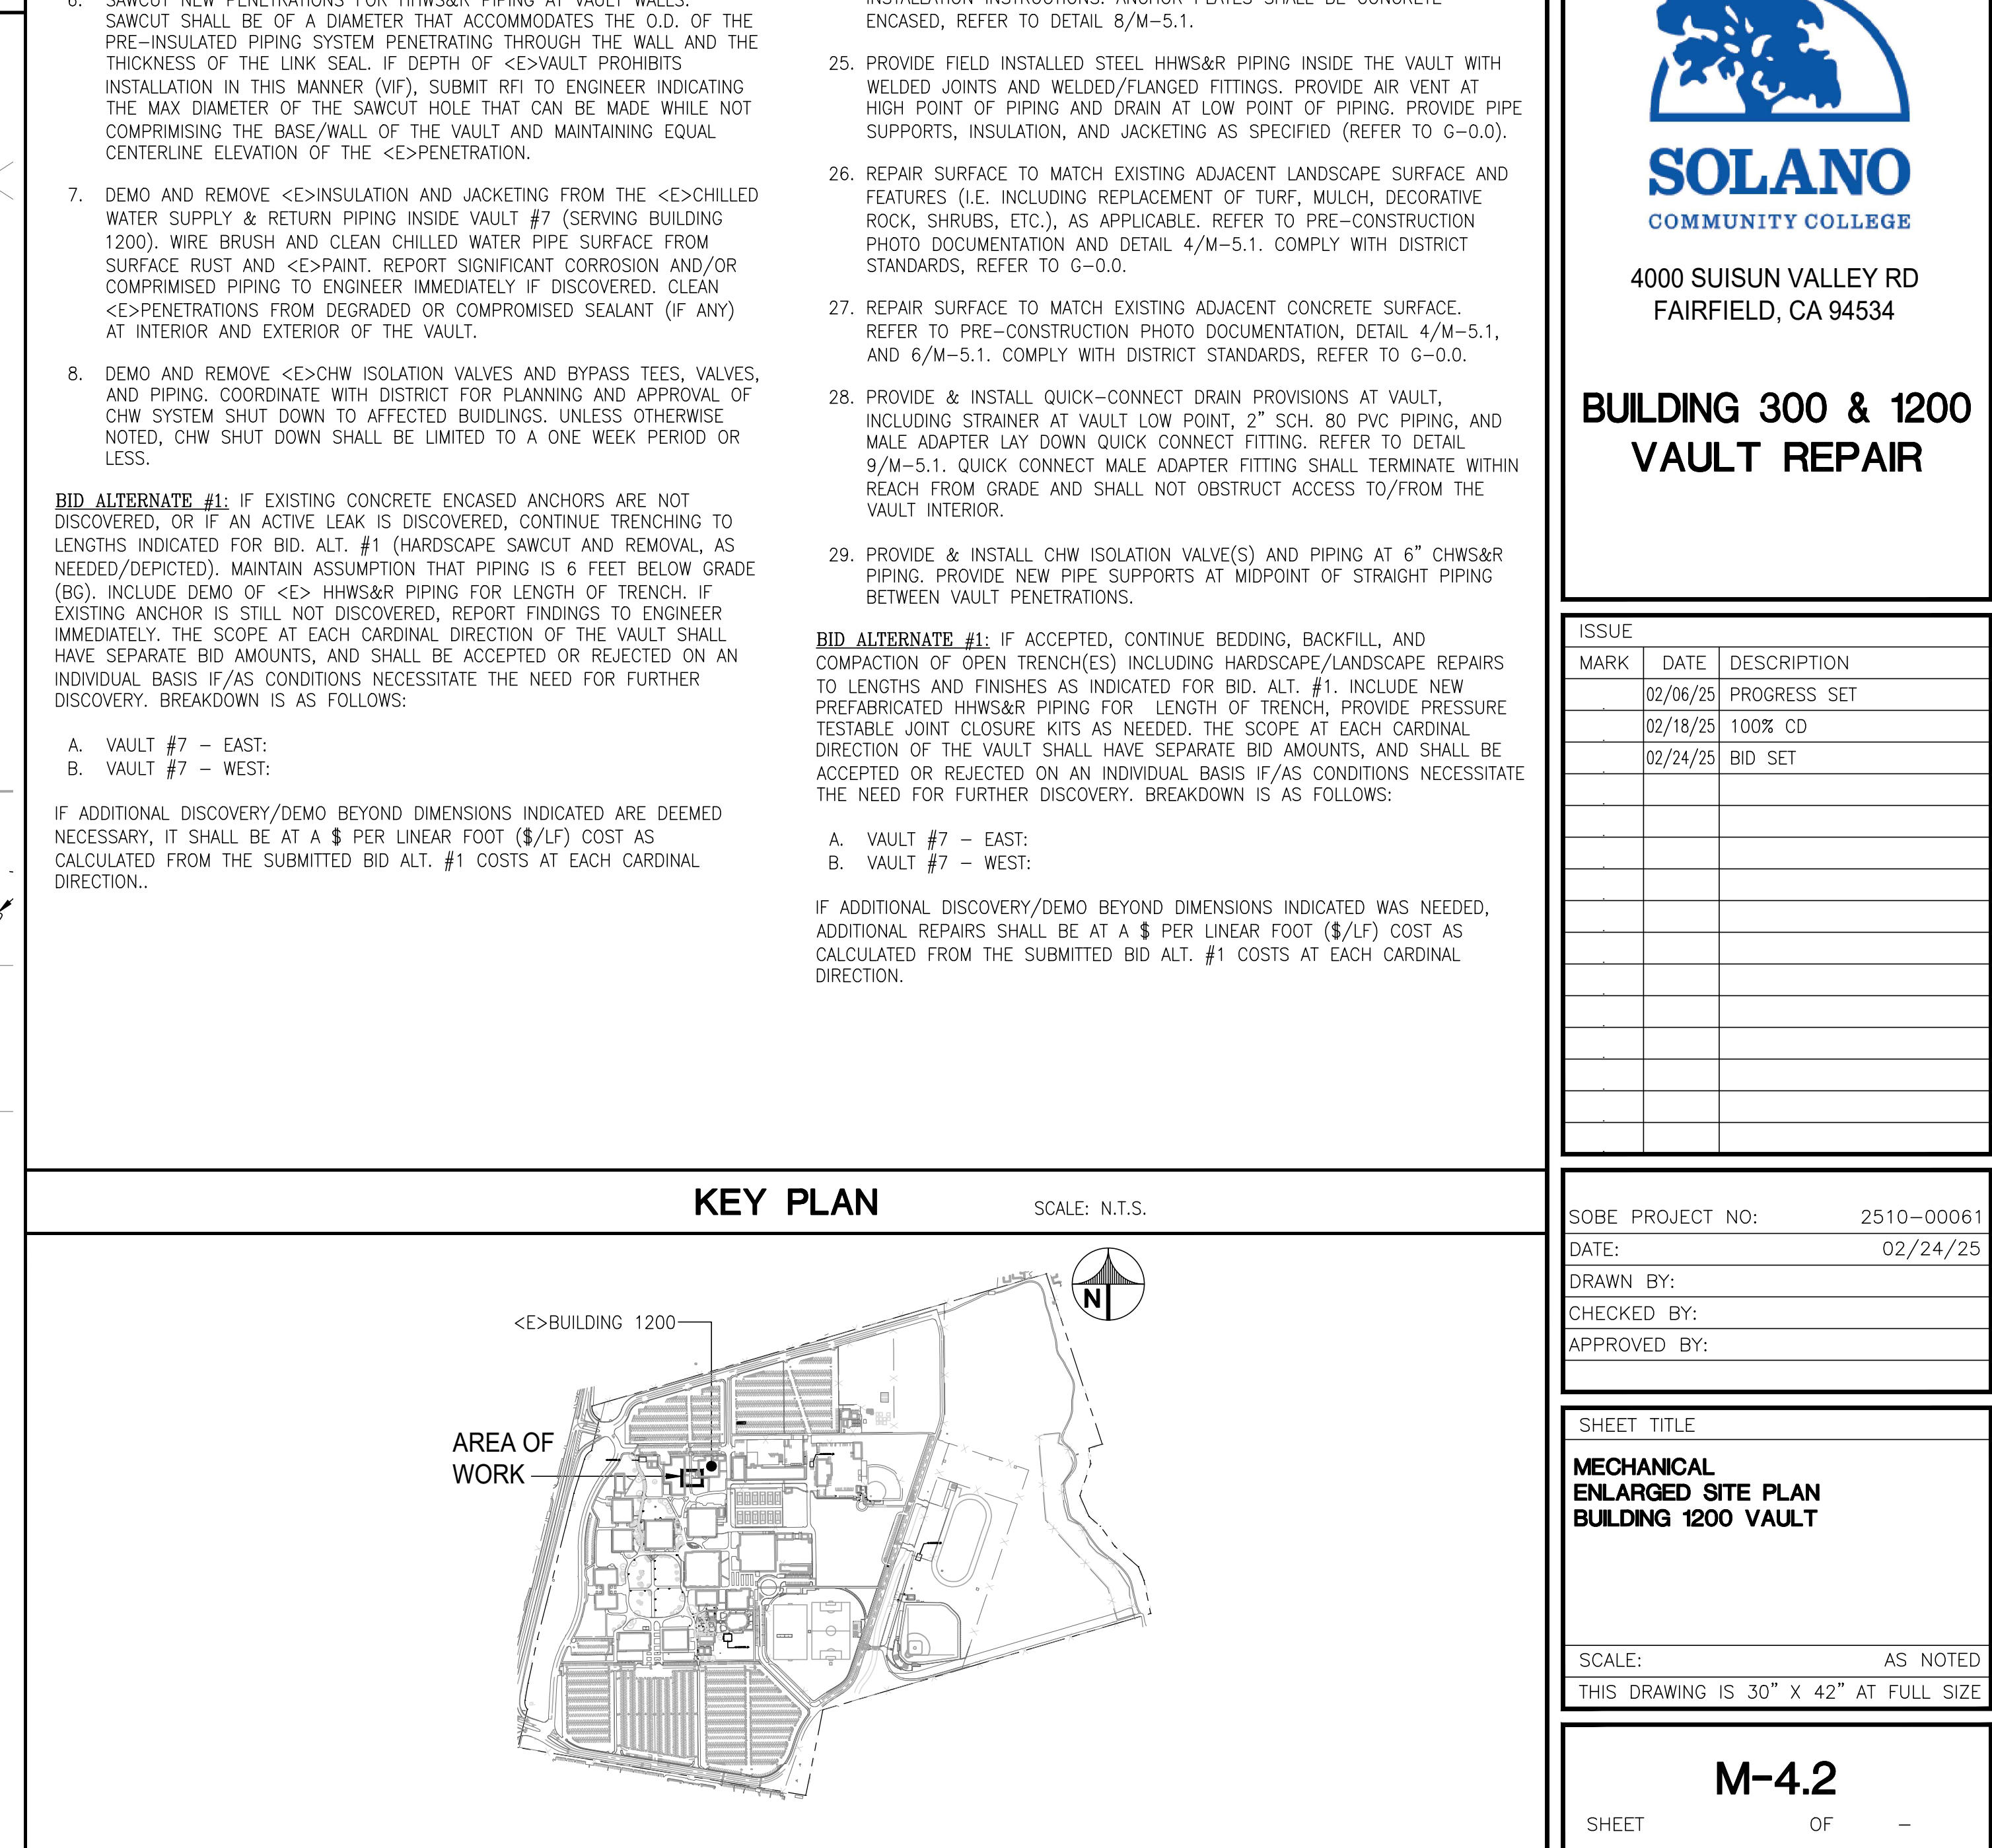 6. SAWCUT NEW PENETRATIONS FOR HHWS&R PIPING AT VAULT WALLS.
SAWCUT SHALL BE OF A DIAMETER THAT ACCOMMODATES THE O.D. OF THE
PRE-INSULATED PIPING SYSTEM PENETRATING THROUGH THE WALL AND THE
THICKNESS OF THE LINK SEAL. IF DEPTH OF <E>VAULT PROHIBITS
INSTALLATION IN THIS MANNER (VIF), SUBMIT RFI TO ENGINEER INDICATING
THE MAX DIAMETER OF THE SAWCUT HOLE THAT CAN BE MADE WHILE NOT
COMPRIMISING THE BASE/WALL OF THE VAULT AND MAINTAINING EQUAL
CENTERLINE ELEVATION OF THE <E>PENETRATION.
7. DEMO AND REMOVE <E>INSULATION AND JACKETING FROM THE <E>CHILLED
WATER SUPPLY & RETURN PIPING INSIDE VAULT #7 (SERVING BUILDING
1200). WIRE BRUSH AND CLEAN CHILLED WATER PIPE SURFACE FROM
SURFACE RUST AND <E>PAINT. REPORT SIGNIFICANT CORROSION AND/OR
COMPRIMISED PIPING TO ENGINEER IMMEDIATELY IF DISCOVERED. CLEAN
<E>PENETRATIONS FROM DEGRADED OR COMPROMISED SEALANT (IF ANY)
AT INTERIOR AND EXTERIOR OF THE VAULT.
8. DEMO AND REMOVE <E>CHW ISOLATION VALVES AND BYPASS TEES, VALVES,
AND PIPING. COORDINATE WITH DISTRICT FOR PLANNING AND APPROVAL OF
CHW SYSTEM SHUT DOWN TO AFFECTED BUIDLINGS. UNLESS OTHERWISE
NOTED, CHW SHUT DOWN SHALL BE LIMITED TO A ONE WEEK PERIOD OR
LESS.
BID ALTERNATE #1: IF EXISTING CONCRETE ENCASED ANCHORS ARE NOT
DISCOVERED, OR IF AN ACTIVE LEAK IS DISCOVERED, CONTINUE TRENCHING TO
LENGTHS INDICATED FOR BID. ALT. #1 (HARDSCAPE SAWCUT AND REMOVAL, AS
NEEDED/DEPICTED). MAINTAIN ASSUMPTION THAT PIPING IS 6 FEET BELOW GRADE
(BG). INCLUDE DEMO OF <E> HHWS&R PIPING FOR LENGTH OF TRENCH. IF
EXISTING ANCHOR IS STILL NOT DISCOVERED, REPORT FINDINGS TO ENGINEER
IMMEDIATELY. THE SCOPE AT EACH CARDINAL DIRECTION OF THE VAULT SHALL
HAVE SEPARATE BID AMOUNTS, AND SHALL BE ACCEPTED OR REJECTED ON AN
INDIVIDUAL BASIS IF/AS CONDITIONS NECESSITATE THE NEED FOR FURTHER
DISCOVERY. BREAKDOWN IS AS FOLLOWS:
A. VAULT #7 – EAST:
B. VAULT #7 – WEST:
IF ADDITIONAL DISCOVERY/DEMO BEYOND DIMENSIONS INDICATED ARE DEEMED
NECESSARY, IT SHALL BE AT A $ PER LINEAR FOOT ($/LF) COST AS
CALCULATED FROM THE SUBMITTED BID ALT. #1 COSTS AT EACH CARDINAL
DIRECTION..
INSTALLATION INSTRUCTIONS. ANCHOR PLATES SHALL BE CONCRETE
ENCASED, REFER TO DETAIL 8/M-5.1.
25. PROVIDE FIELD INSTALLED STEEL HHWS&R PIPING INSIDE THE VAULT WITH
WELDED JOINTS AND WELDED/FLANGED FITTINGS. PROVIDE AIR VENT AT
HIGH POINT OF PIPING AND DRAIN AT LOW POINT OF PIPING. PROVIDE PIPE
SUPPORTS, INSULATION, AND JACKETING AS SPECIFIED (REFER TO G-0.0).
26. REPAIR SURFACE TO MATCH EXISTING ADJACENT LANDSCAPE SURFACE AND
FEATURES (I.E. INCLUDING REPLACEMENT OF TURF, MULCH, DECORATIVE
ROCK, SHRUBS, ETC.), AS APPLICABLE. REFER TO PRE-CONSTRUCTION
PHOTO DOCUMENTATION AND DETAIL 4/M-5.1. COMPLY WITH DISTRICT
STANDARDS, REFER TO G-0.0.
27. REPAIR SURFACE TO MATCH EXISTING ADJACENT CONCRETE SURFACE.
REFER TO PRE-CONSTRUCTION PHOTO DOCUMENTATION, DETAIL 4/M-5.1,
AND 6/M-5.1. COMPLY WITH DISTRICT STANDARDS, REFER TO G-0.0.
28. PROVIDE & INSTALL QUICK-CONNECT DRAIN PROVISIONS AT VAULT,
INCLUDING STRAINER AT VAULT LOW POINT, 2" SCH. 80 PVC PIPING, AND
MALE ADAPTER LAY DOWN QUICK CONNECT FITTING. REFER TO DETAIL
9/M-5.1. QUICK CONNECT MALE ADAPTER FITTING SHALL TERMINATE WITHIN
REACH FROM GRADE AND SHALL NOT OBSTRUCT ACCESS TO/FROM THE
VAULT INTERIOR.
29. PROVIDE & INSTALL CHW ISOLATION VALVE(S) AND PIPING AT 6" CHWS&R
PIPING. PROVIDE NEW PIPE SUPPORTS AT MIDPOINT OF STRAIGHT PIPING
BETWEEN VAULT PENETRATIONS.
BID ALTERNATE #1: IF ACCEPTED, CONTINUE BEDDING, BACKFILL, AND
COMPACTION OF OPEN TRENCH(ES) INCLUDING HARDSCAPE/LANDSCAPE REPAIRS
TO LENGTHS AND FINISHES AS INDICATED FOR BID. ALT. #1. INCLUDE NEW
PREFABRICATED HHWS&R PIPING FOR LENGTH OF TRENCH, PROVIDE PRESSURE
TESTABLE JOINT CLOSURE KITS AS NEEDED. THE SCOPE AT EACH CARDINAL
DIRECTION OF THE VAULT SHALL HAVE SEPARATE BID AMOUNTS, AND SHALL BE
ACCEPTED OR REJECTED ON AN INDIVIDUAL BASIS IF/AS CONDITIONS NECESSITATE
THE NEED FOR FURTHER DISCOVERY. BREAKDOWN IS AS FOLLOWS:
A. VAULT #7 – EAST:
B. VAULT #7 – WEST:
IF ADDITIONAL DISCOVERY/DEMO BEYOND DIMENSIONS INDICATED WAS NEEDED,
ADDITIONAL REPAIRS SHALL BE AT A $ PER LINEAR FOOT ($/LF) COST AS
CALCULATED FROM THE SUBMITTED BID ALT. #1 COSTS AT EACH CARDINAL
DIRECTION.
KEY PLAN SCALE: N.T.S.
N
<E>BUILDING 1200
AREA OF
WORK
SOLANO
COMMUNITY COLLEGE
4000 SUISUN VALLEY RD
FAIRFIELD, CA 94534
BUILDING 300 & 1200
VAULT REPAIR
ISSUE
MARK DATE DESCRIPTION
02/06/25 PROGRESS SET
02/18/25 100% CD
02/24/25 BID SET
SOBE PROJECT NO: 2510-00061
DATE: 02/24/25
DRAWN BY:
CHECKED BY:
APPROVED BY:
SHEET TITLE
MECHANICAL
ENLARGED SITE PLAN
BUILDING 1200 VAULT
SCALE: AS NOTED
THIS DRAWING IS 30" X 42" AT FULL SIZE
M-4.2
SHEET OF –